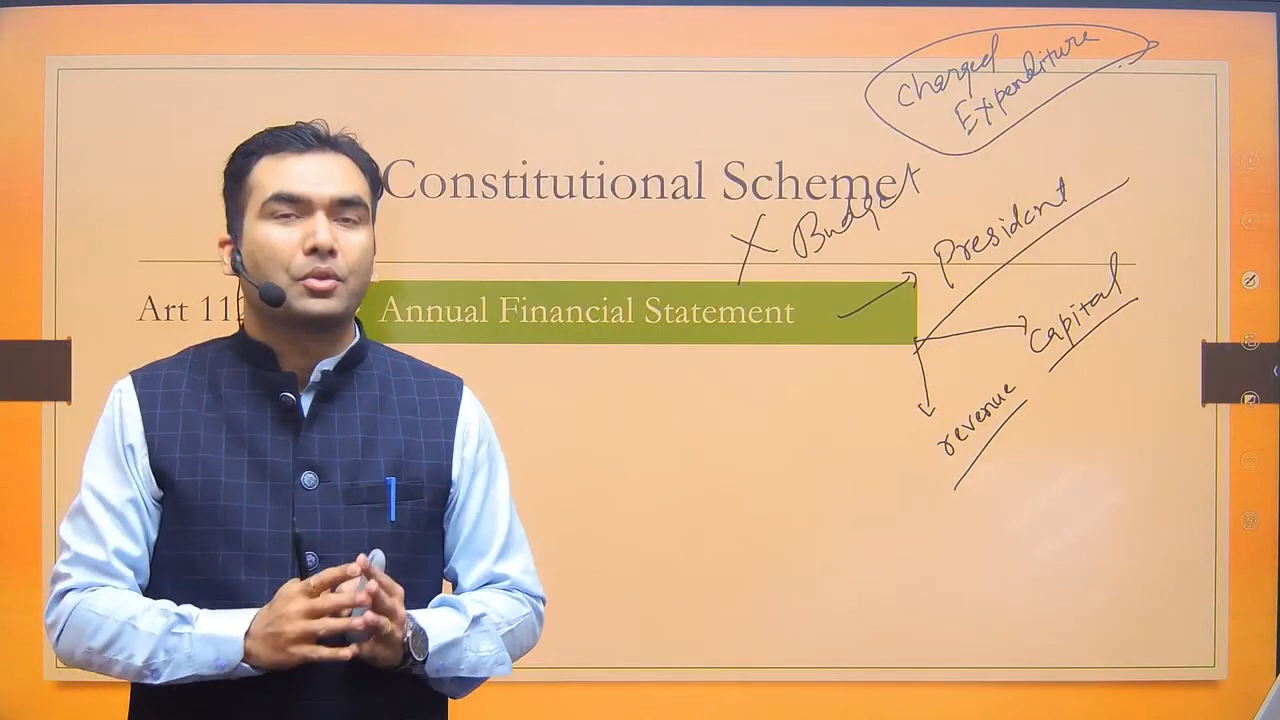 Charged
Expenditure
Constitutional Scheme
X Budget
President
Art 11
Annual Financial Statement
Capital
revenue